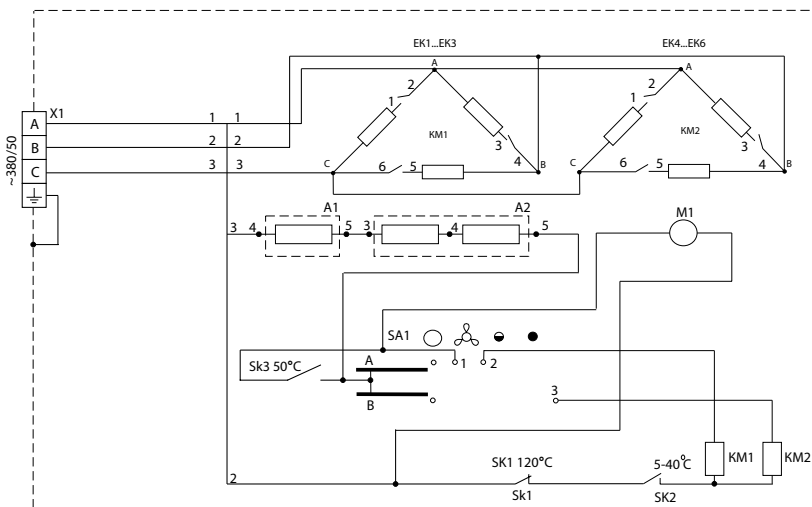 EK1...EK3 EK4...EK6
A A
2 2
X1
A 1 1 1 1
B 2 2 KM1 KM2
3 3
C 3 3 C 6 5 4 B C 6 5 4 B
~380/50
A1 A2 M1
3 4 5 3 4 5
SA1
Sk3 50°C A 1 2
B 3
SK1 120°C 5-40°C KM1 KM2
2 Sk1 SK2